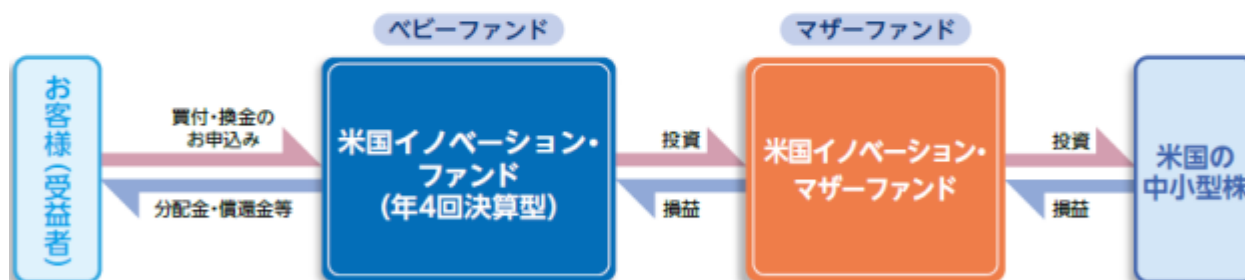 ベビーファンド
マザーファンド
お客様(受益者)
買付・換金の
お申込み
分配金・償還金等
米国イノベーション・
ファンド
(年4回決算型)
投資
損益
米国イノベーション・
マザーファンド
投資
損益
米国の
中小型株